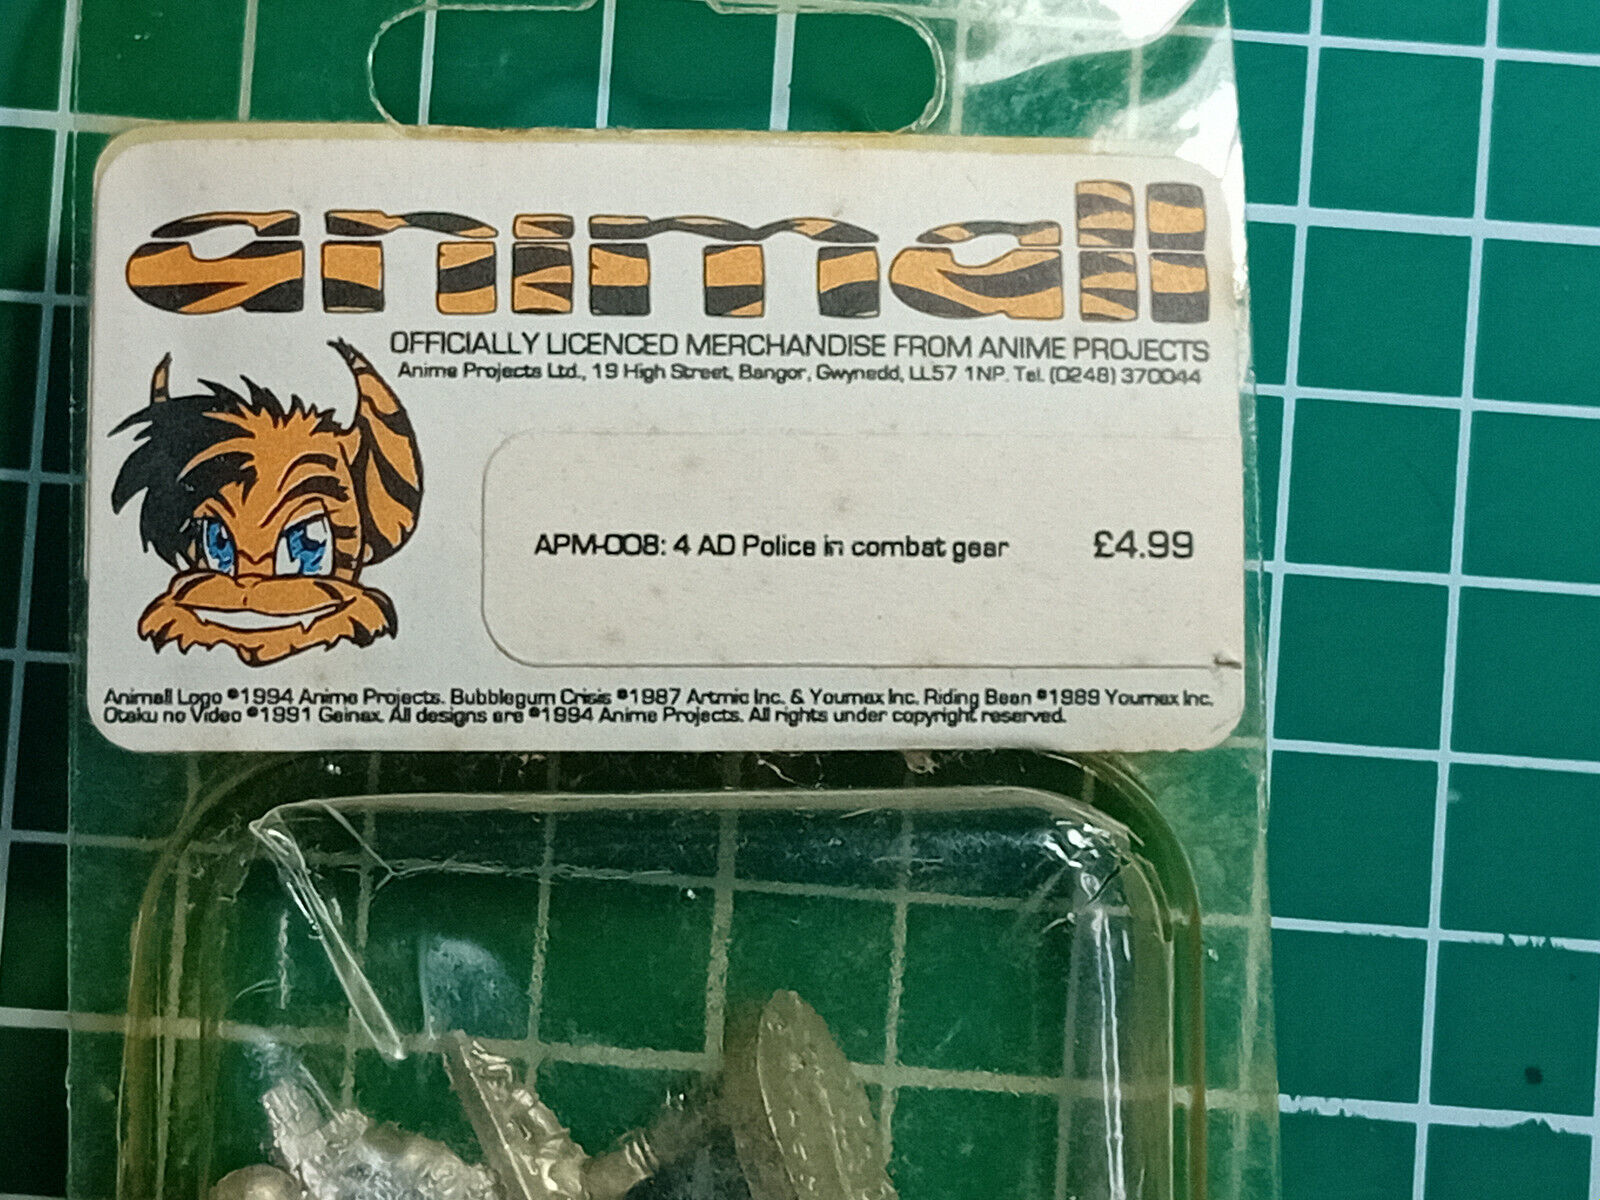 animall
OFFICIALLY LICENCED MERCHANDISE FROM ANIME PROJECTS
Anime Projects Ltd., 19 High Street, Bangor, Gwynedd, LL57 1NP. Tel. (0248) 370044
APM-008: 4 AD Police in combat gear £4.99
Animall Logo ©1994 Anime Projects. Bubblegum Crisis ©1987 Artmic Inc. & Youmex Inc. Riding Bean ©1989 Youmex Inc.
Otaku no Video ©1991 Gainax. All designs are ©1994 Anime Projects. All rights under copyright reserved.